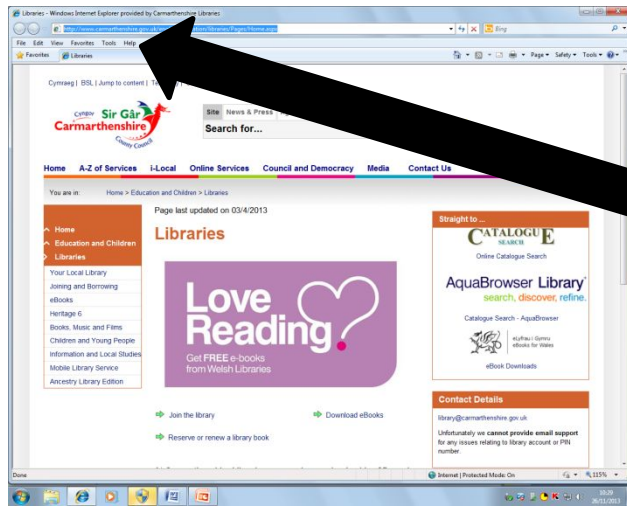 Libraries - Windows Internet Explorer provided by Carmarthenshire Libraries
Bing
File Edit View Favorites Tools Help
Favorites Libraries
Page Safety Tools
Cymraeg | BSL | Jump to content |
Cyngor Sir Gâr
Carmarthenshire
County Council
Site News & Press
Search for...
Home A-Z of Services i-Local Online Services Council and Democracy Media Contact Us
You are in: Home > Education and Children > Libraries
Page last updated on 03/4/2013
Home
Education and Children
Libraries
Your Local Library
Joining and Borrowing
eBooks
Heritage 6
Books, Music and Films
Children and Young People
Information and Local Studies
Mobile Library Service
Ancestry Library Edition
Libraries
Love
Reading?
Get FREE e-books
from Welsh Libraries
Join the library
Download eBooks
Reserve or renew a library book
Straight to ...
CATALOGUE
SEARCH
Online Catalogue Search
AquaBrowser Library
search, discover, refine.
Catalogue Search - AquaBrowser
eLyfrau i Gymru
eBooks for Wales
eBook Downloads
Contact Details
library@carmarthenshire.gov.uk
Unfortunately we cannot provide email support
for any issues relating to library account or PIN
number.
Done
Internet | Protected Mode: On
115%
10:20
26/11/2013